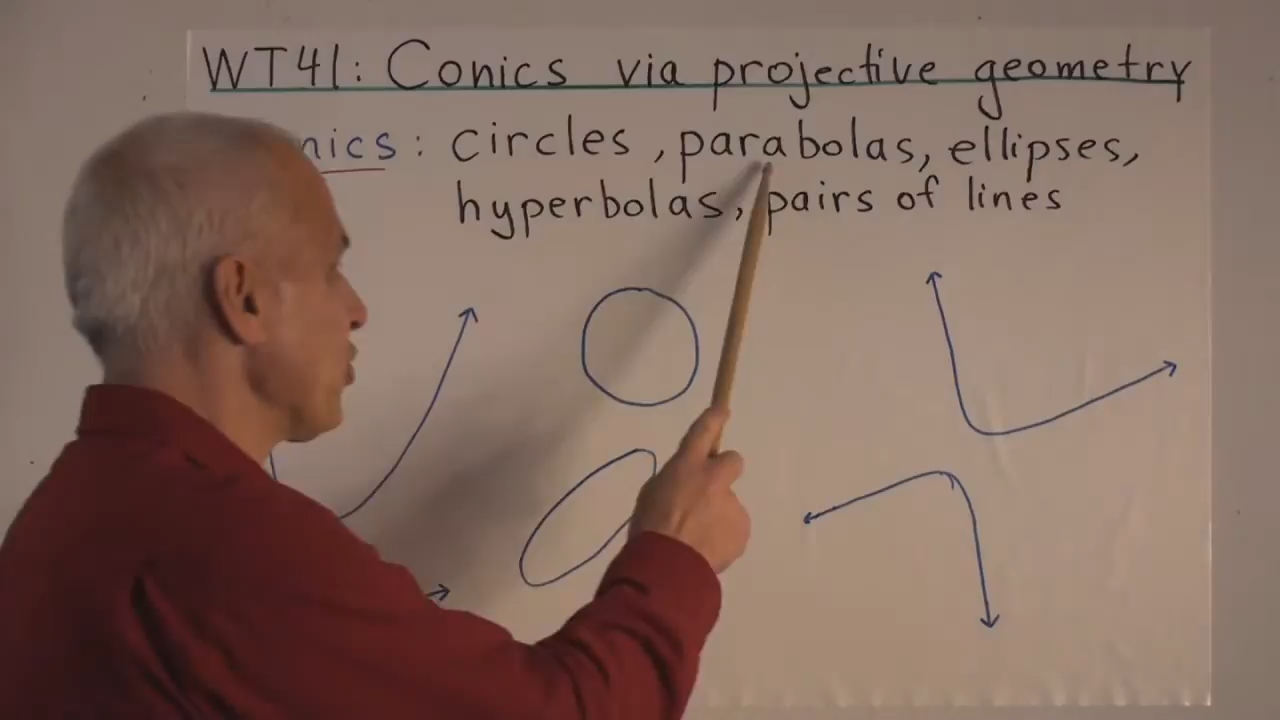 WT41: Conics via projective geometry
nics: circles, parabolas, ellipses,
hyperbolas, pairs of lines